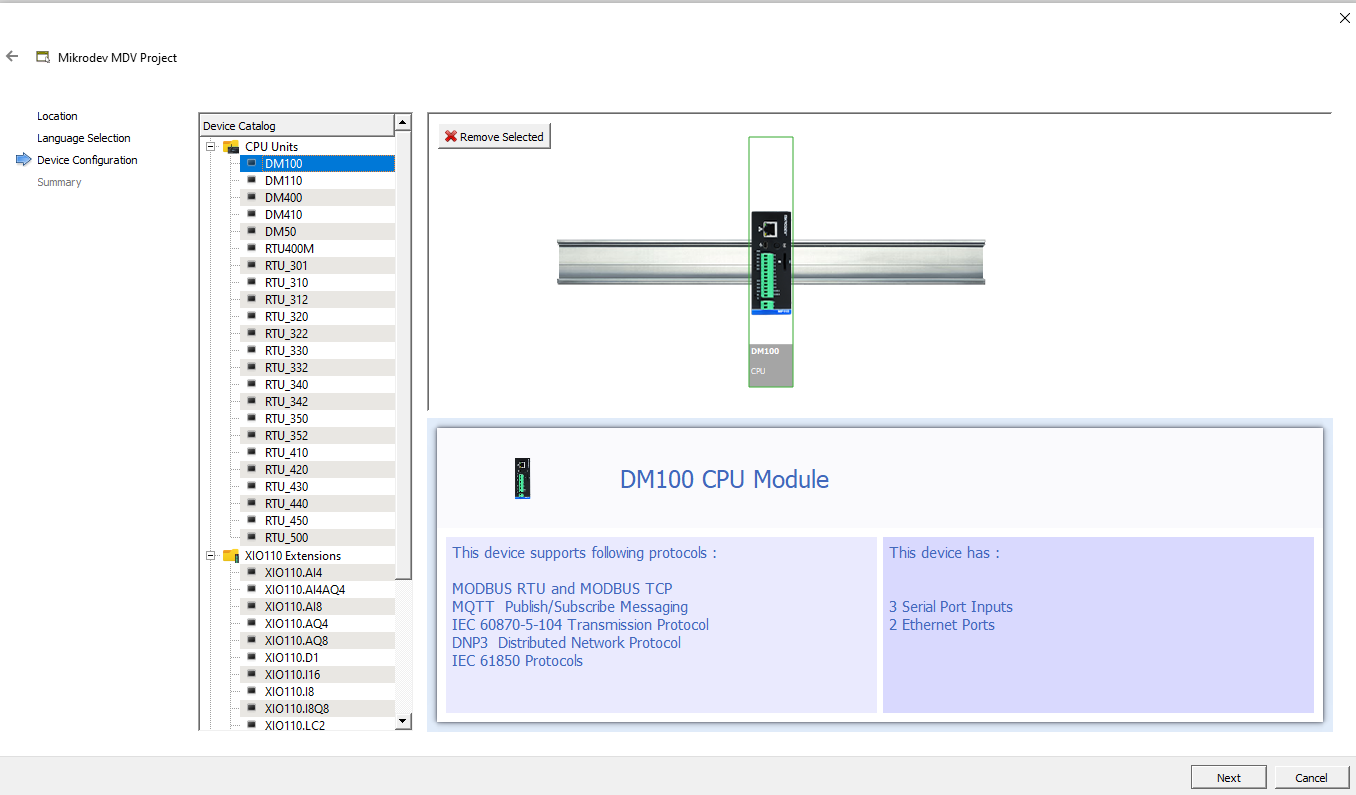 Mikrodev MDV Project
Location
Language Selection
Device Configuration
Summary
Device Catalog
CPU Units
DM100
DM110
DM400
DM410
DM50
RTU400M
RTU_301
RTU_310
RTU_312
RTU_320
RTU_322
RTU_330
RTU_332
RTU_340
RTU_342
RTU_350
RTU_352
RTU_410
RTU_420
RTU_430
RTU_440
RTU_450
RTU_500
XIO110 Extensions
XIO110.AI4
XIO110.AI4AQ4
XIO110.AI8
XIO110.AQ4
XIO110.AQ8
XIO110.D1
XIO110.I16
XIO110.I8
XIO110.I8Q8
XIO110.LC2
Remove Selected
DM100
CPU
DM100 CPU Module
This device supports following protocols :
MODBUS RTU and MODBUS TCP
MQTT  Publish/Subscribe Messaging
IEC 60870-5-104 Transmission Protocol
DNP3  Distributed Network Protocol
IEC 61850 Protocols
This device has :
3 Serial Port Inputs
2 Ethernet Ports
Next
Cancel